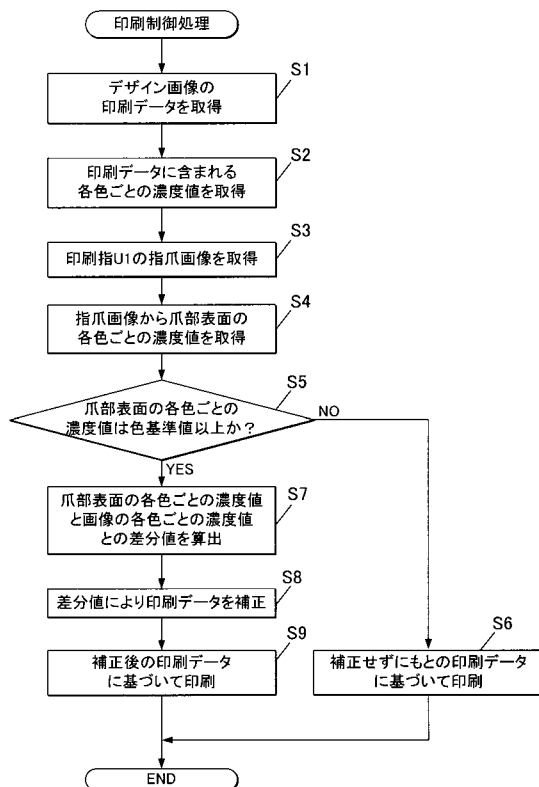 印刷制御処理
S1
デザイン画像の
印刷データを取得
S2
印刷データに含まれる
各色ごとの濃度値を取得
S3
印刷指U1の指爪画像を取得
S4
指爪画像から爪部表面の
各色ごとの濃度値を取得
S5
爪部表面の各色ごとの
濃度値は色基準値以上か?
NO
YES
S7
爪部表面の各色ごとの濃度値
と画像の各色ごとの濃度値
との差分値を算出
S8
差分値により印刷データを補正
S9
補正後の印刷データ
に基づいて印刷
S6
補正せずにもとの印刷データ
に基づいて印刷
END